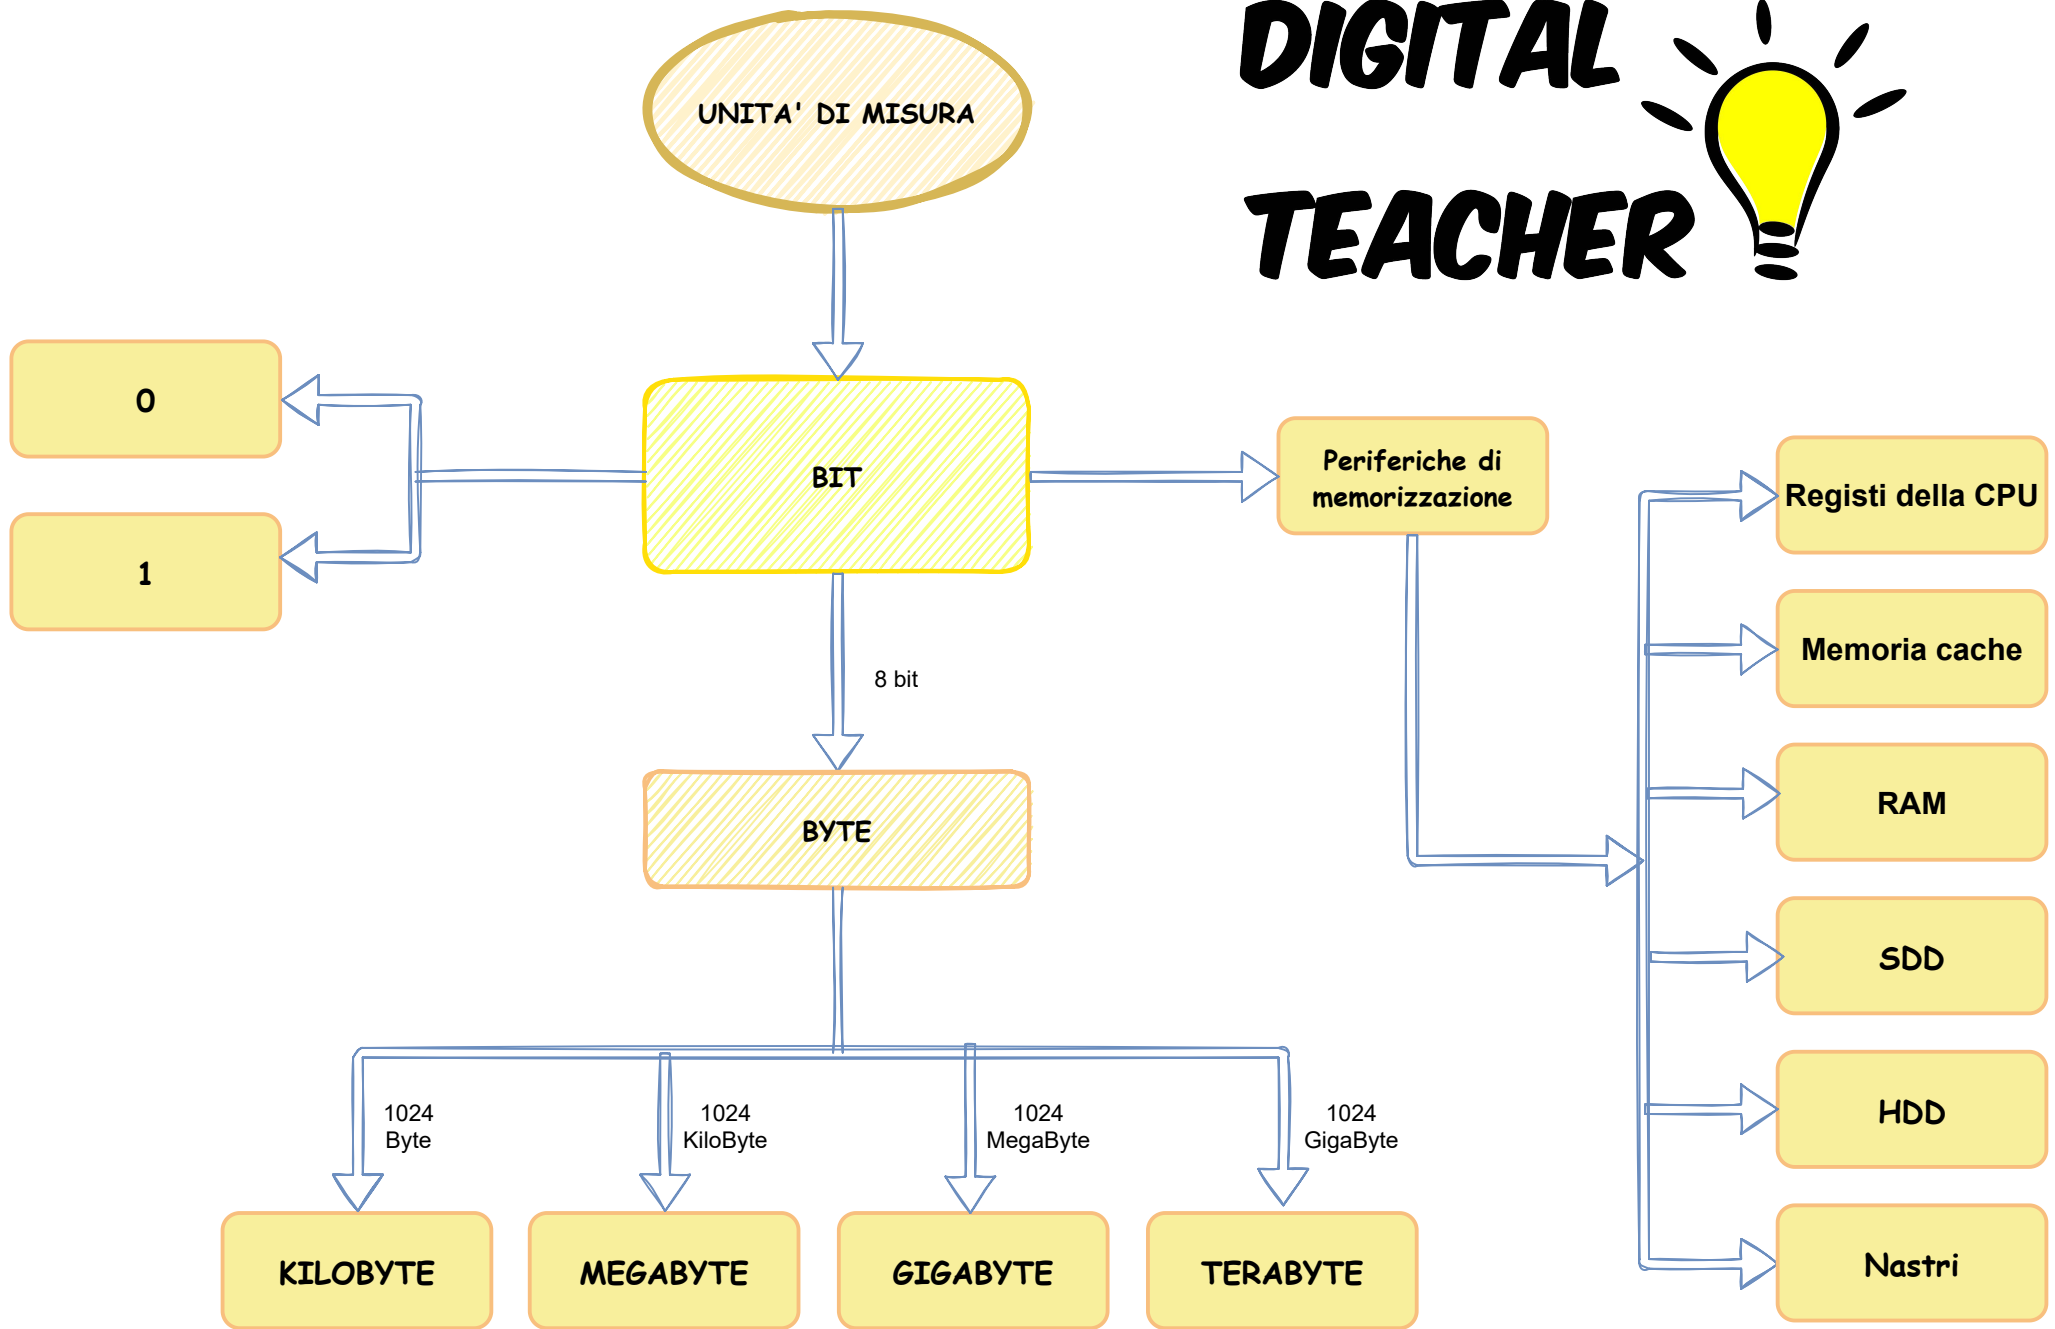 DIGITAL
TEACHER
UNITA' DI MISURA
0
1
BIT
Periferiche di
memorizzazione
Registi della CPU
Memoria cache
RAM
SDD
HDD
Nastri
8 bit
BYTE
1024
Byte
1024
KiloByte
1024
MegaByte
1024
GigaByte
KILOBYTE
MEGABYTE
GIGABYTE
TERABYTE